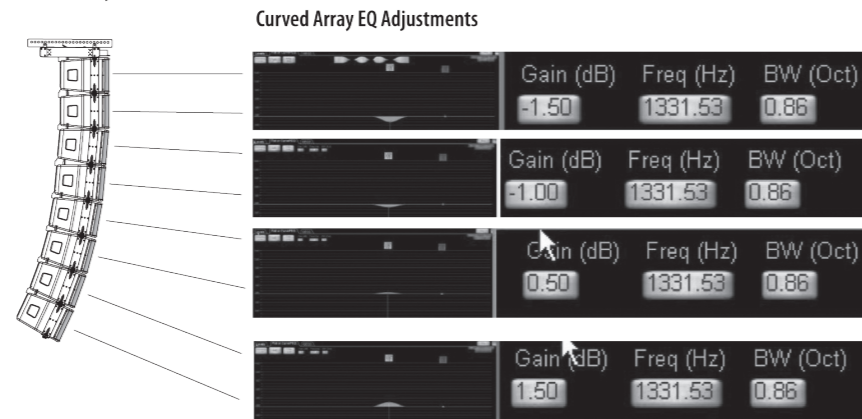 Curved Array EQ Adjustments
Gain (dB) Freq (Hz) BW (Oct)
-1.50 1331.53 0.86
Gain (dB) Freq (Hz) BW (Oct)
-1.00 1331.53 0.86
Gain (dB) Freq (Hz) BW (Oct)
0.50 1331.53 0.86
Gain (dB) Freq (Hz) BW (Oct)
1.50 1331.53 0.86